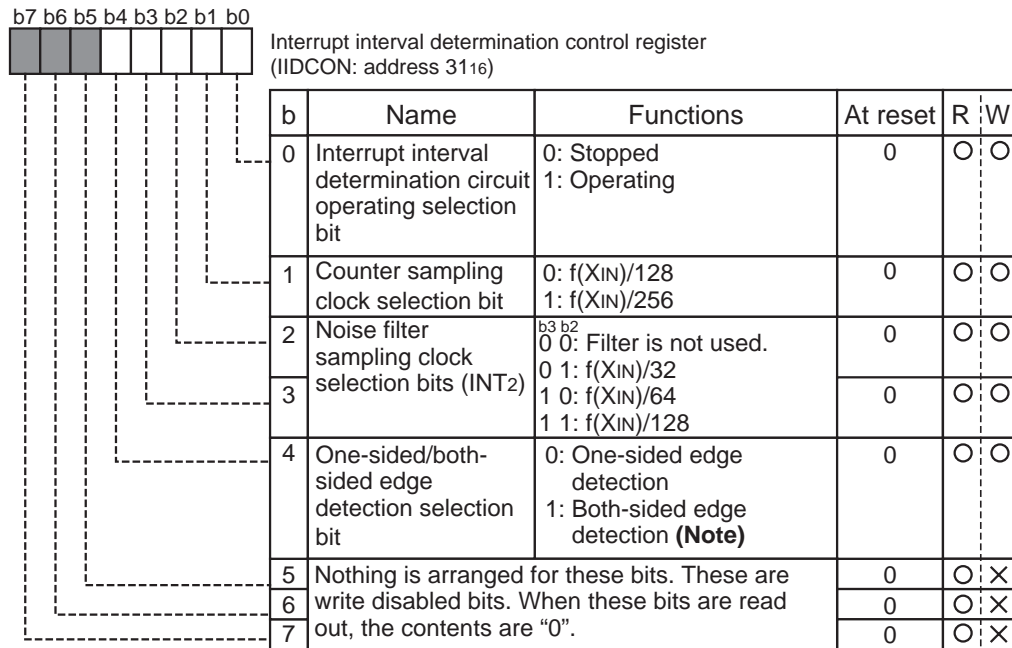 b7 b6 b5 b4 b3 b2 b1 b0
Interrupt interval determination control register
(IIDCON: address 3116)
b Name Functions At reset R W
0 Interrupt interval determination circuit operating selection bit
0: Stopped
1: Operating
0 O O
1 Counter sampling clock selection bit
0: f(XIN)/128
1: f(XIN)/256
0 O O
2 Noise filter
sampling clock
selection bits (INT2)
b3 b2
0 0: Filter is not used.
0 1: f(XIN)/32
0 O O
3
1 0: f(XIN)/64
1 1: f(XIN)/128
0 O O
4 One-sided/both-
sided edge
detection selection
bit
0: One-sided edge
detection
1: Both-sided edge
detection (Note)
0 O O
5 Nothing is arranged for these bits. These are
0 O ×
6 write disabled bits. When these bits are read
0 O ×
7 out, the contents are “0”.
0 O ×